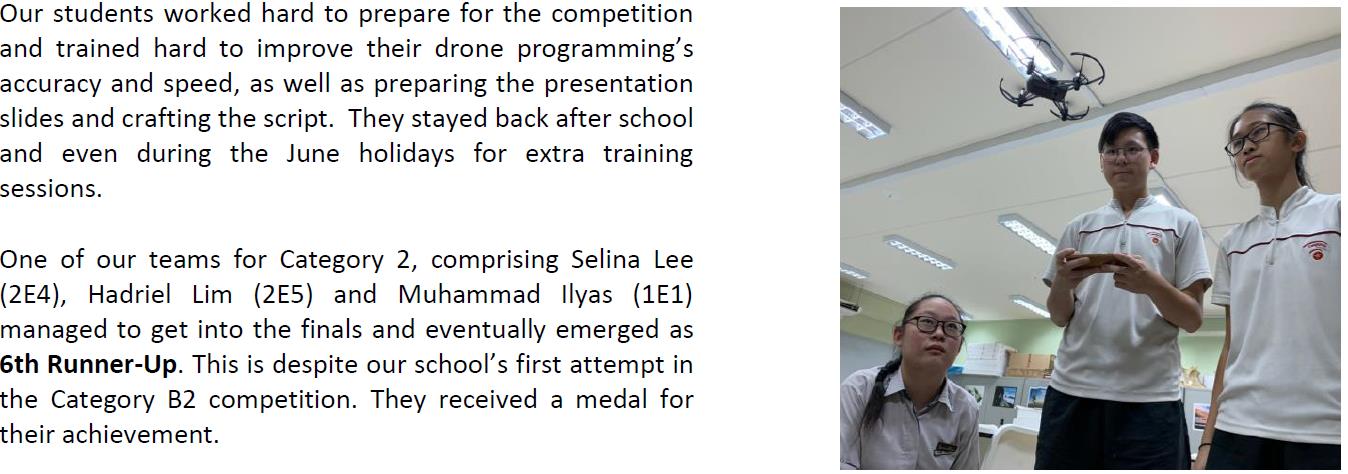 Our students worked hard to prepare for the competition
and trained hard to improve their drone programming’s
accuracy and speed, as well as preparing the presentation
slides and crafting the script.  They stayed back after school
and even during the June holidays for extra training
sessions.
One of our teams for Category 2, comprising Selina Lee
(2E4), Hadriel Lim (2E5) and Muhammad Ilyas (1E1)
managed to get into the finals and eventually emerged as
6th Runner-Up. This is despite our school’s first attempt in
the Category B2 competition. They received a medal for
their achievement.